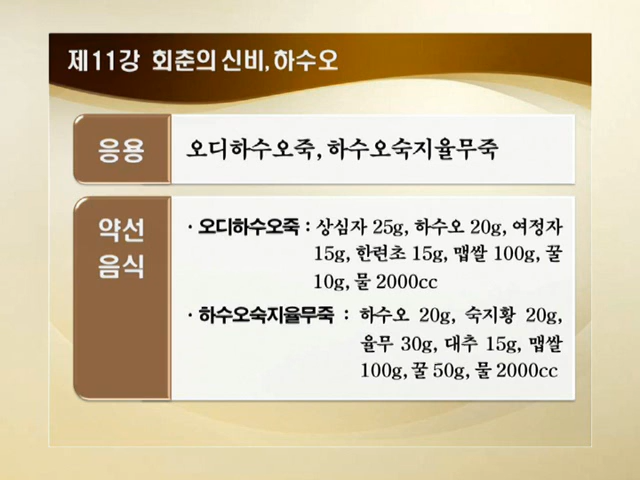 제11강 회춘의 신비, 하수오
응용
오디하수오죽, 하수오숙지율무죽
약선
음식
· 오디하수오죽 : 상심자 25g, 하수오 20g, 여정자
15g, 한련초 15g, 맵쌀 100g, 꿀
10g, 물 2000cc
· 하수오숙지율무죽 : 하수오 20g, 숙지황 20g,
율무 30g, 대추 15g, 맵쌀
100g, 꿀 50g, 물 2000cc